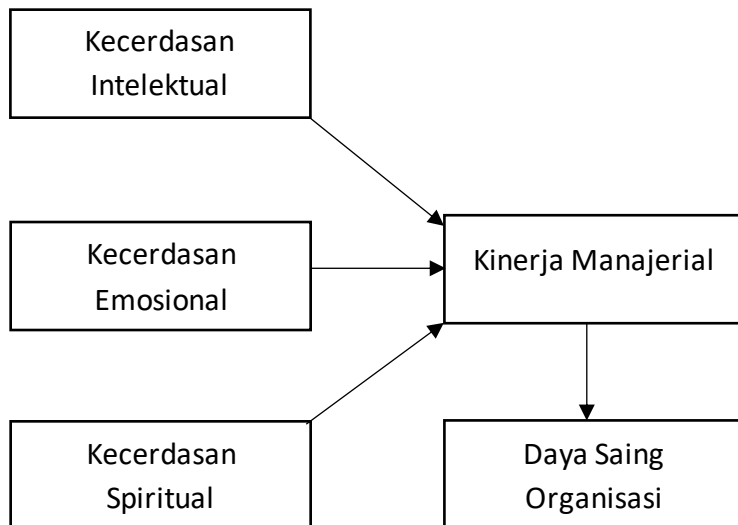 Kecerdasan
Intelektual
Kecerdasan
Emosional
Kinerja Manajerial
Kecerdasan
Spiritual
Daya Saing
Organisasi